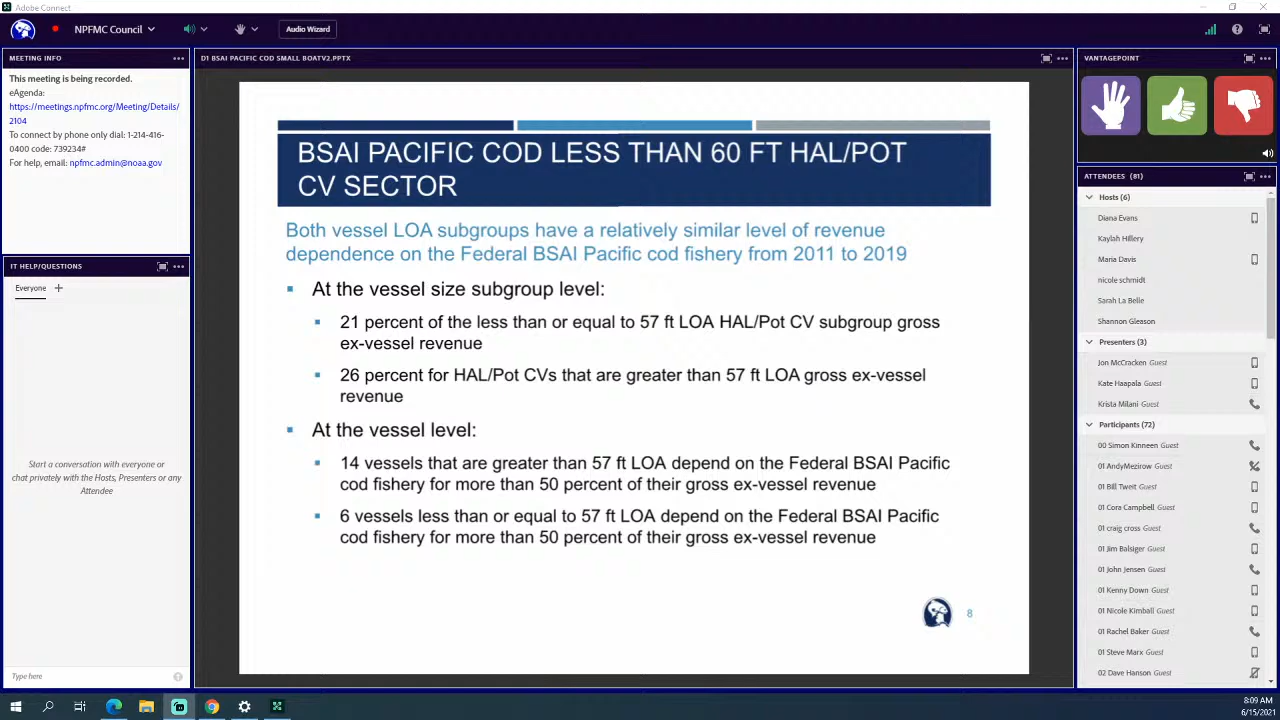 Adobe Connect
NPFMC Council
Audio Wizard
MEETING INFO
This meeting is being recorded.
eAgenda:
https://meetings.npfmc.org/Meeting/Details/
2104
To connect by phone only dial: 1-214-416-
0400 code: 739234#
For help, email: npfmc.admin@noaa.gov
IT HELP/QUESTIONS
Everyone
Start a conversation with everyone or
chat privately with the Hosts, Presenters or any
Attendee
Type here
D1 BSAI PACIFIC COD SMALL BOATV2.PPTX
BSAI PACIFIC COD LESS THAN 60 FT HAL/POT
CV SECTOR
Both vessel LOA subgroups have a relatively similar level of revenue
dependence on the Federal BSAI Pacific cod fishery from 2011 to 2019
At the vessel size subgroup level:
21 percent of the less than or equal to 57 ft LOA HAL/Pot CV subgroup gross
ex-vessel revenue
26 percent for HAL/Pot CVs that are greater than 57 ft LOA gross ex-vessel
revenue
At the vessel level:
14 vessels that are greater than 57 ft LOA depend on the Federal BSAI Pacific
cod fishery for more than 50 percent of their gross ex-vessel revenue
6 vessels less than or equal to 57 ft LOA depend on the Federal BSAI Pacific
cod fishery for more than 50 percent of their gross ex-vessel revenue
8
VANTAGEPOINT
ATTENDEES (81)
Hosts (6)
Diana Evans
Kaylah Hillery
Maria Davis
nicole schmidt
Sarah La Belle
Shannon Gleason
Presenters (3)
Jon McCracken Guest
Kate Haapala Guest
Krista Milani Guest
Participants (72)
00 Simon Kinneen Guest
01 AndyMezirow Guest
01 Bill Tweit Guest
01 Cora Campbell Guest
01 craig cross Guest
01 Jim Balsiger Guest
01 John Jensen Guest
01 Kenny Down Guest
01 Nicole Kimball Guest
01 Rachel Baker Guest
01 Steve Marx Guest
02 Dave Hanson Guest
8:09 AM
6/15/2021